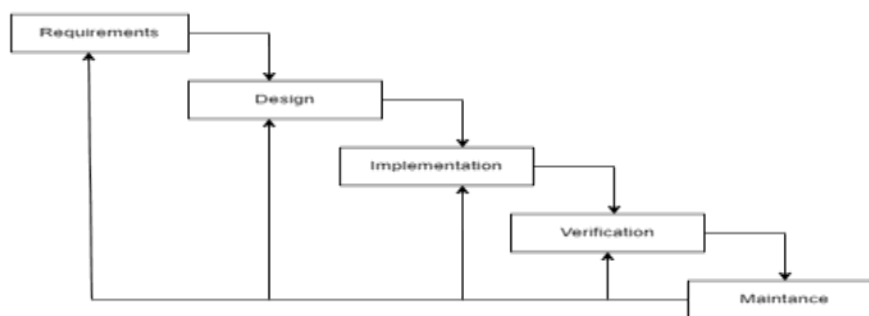 Requirements
Design
Implementation
Verification
Maintance